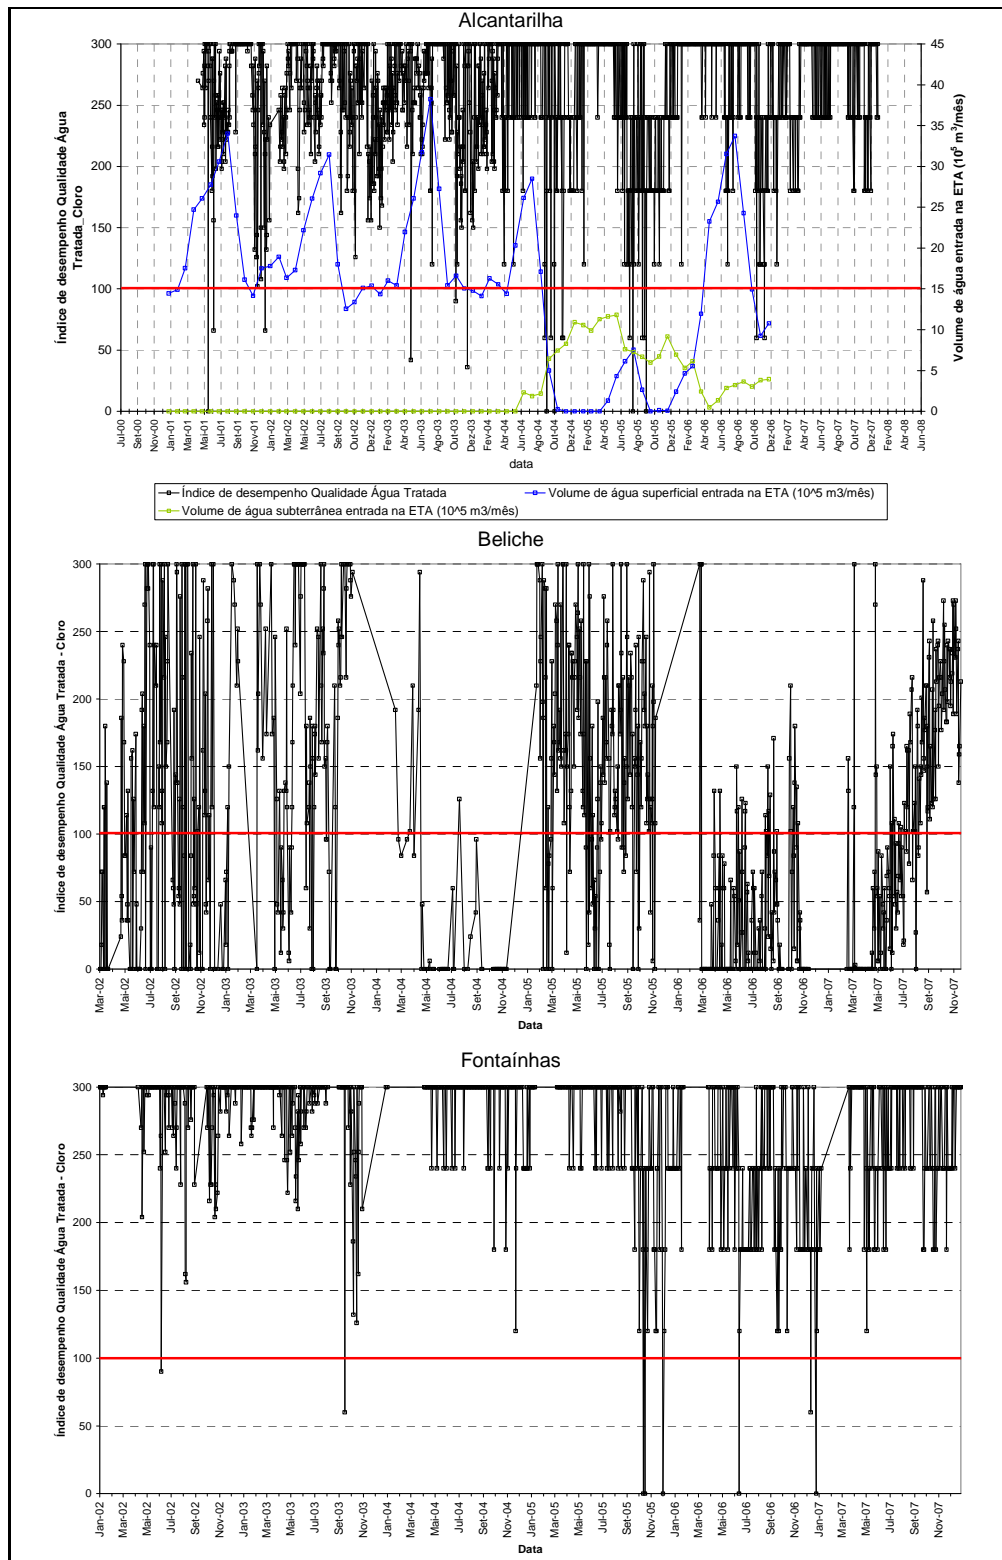 Alcantarilha
Índice de desempenho Qualidade Água
Tratada_Cloro
300
250
200
150
100
50
0
45
40
35
30
25
20
15
10
5
0
Volume de água entrada na ETA (10⁵ m³/mês)
Jul-00
Set-00
Nov-00
Jan-01
Mar-01
Mai-01
Jul-01
Set-01
Nov-01
Jan-02
Mar-02
Mai-02
Jul-02
Set-02
Out-02
Dez-02
Fev-03
Abr-03
Jun-03
Ago-03
Out-03
Dez-03
Fev-04
Abr-04
Jun-04
Ago-04
Out-04
Dez-04
Fev-05
Abr-05
Jun-05
Ago-05
Out-05
Dez-05
Fev-06
Abr-06
Jun-06
Ago-06
Out-06
Dez-06
Fev-07
Abr-07
Jun-07
Ago-07
Out-07
Dez-07
Fev-08
Abr-08
Jun-08
data
Índice de desempenho Qualidade Água Tratada
Volume de água superficial entrada na ETA (10^5 m3/mês)
Volume de água subterrânea entrada na ETA (10^5 m3/mês)
Beliche
Índice de desempenho Qualidade Água Tratada - Cloro
300
250
200
150
100
50
0
Mar-02
Mai-02
Jul-02
Set-02
Nov-02
Jan-03
Mar-03
Mai-03
Jul-03
Set-03
Nov-03
Jan-04
Mar-04
Mai-04
Jul-04
Set-04
Nov-04
Jan-05
Mar-05
Mai-05
Jul-05
Set-05
Nov-05
Jan-06
Mar-06
Mai-06
Jul-06
Set-06
Nov-06
Jan-07
Mar-07
Mai-07
Jul-07
Set-07
Nov-07
Data
Fontaínhas
Índice de desempenho Qualidade Água Tratada - Cloro
300
250
200
150
100
50
0
Jan-02
Mar-02
Mai-02
Jul-02
Set-02
Nov-02
Jan-03
Mar-03
Mai-03
Jul-03
Set-03
Nov-03
Jan-04
Mar-04
Mai-04
Jul-04
Set-04
Nov-04
Jan-05
Mar-05
Mai-05
Jul-05
Set-05
Nov-05
Jan-06
Mar-06
Mai-06
Jul-06
Set-06
Nov-06
Jan-07
Mar-07
Mai-07
Jul-07
Set-07
Nov-07
Data